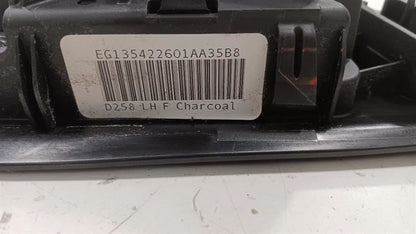 EG135422601AA35B8
D258 LH F Charcoal